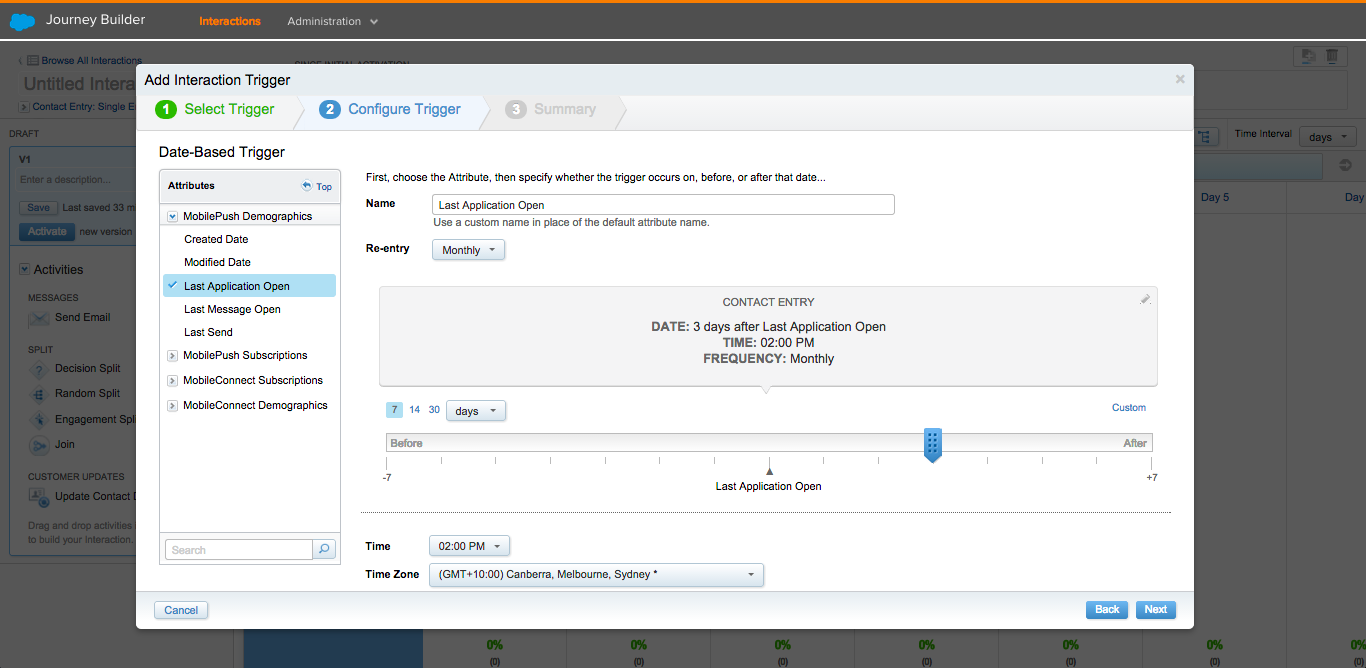 Journey Builder
Interactions
Administration
Browse All Interactions
Untitled Intera
Contact Entry: Single E
DRAFT
V1
Enter a description...
Save
Last saved 33 m
Activate
new version
Activities
MESSAGES
Send Email
SPLIT
Decision Split
Random Split
Engagement Spl
Join
CUSTOMER UPDATES
Update Contact D
Drag and drop activities
to build your Interaction.
SINCE INITIAL ACTIVATION
Time Interval
days
Day 5
Day
Add Interaction Trigger
1 Select Trigger
2 Configure Trigger
3 Summary
Date-Based Trigger
Attributes
Top
MobilePush Demographics
Created Date
Modified Date
Last Application Open
Last Message Open
Last Send
MobilePush Subscriptions
MobileConnect Subscriptions
MobileConnect Demographics
Search
First, choose the Attribute, then specify whether the trigger occurs on, before, or after that date...
Name
Last Application Open
Use a custom name in place of the default attribute name.
Re-entry
Monthly
CONTACT ENTRY
DATE: 3 days after Last Application Open
TIME: 02:00 PM
FREQUENCY: Monthly
7 14 30 days
Custom
Before
After
-7
+7
Last Application Open
Time
02:00 PM
Time Zone
(GMT+10:00) Canberra, Melbourne, Sydney *
Cancel
Back
Next
0% 0% 0% 0% 0% 0% 0%
(0) (0) (0) (0) (0) (0) (0)